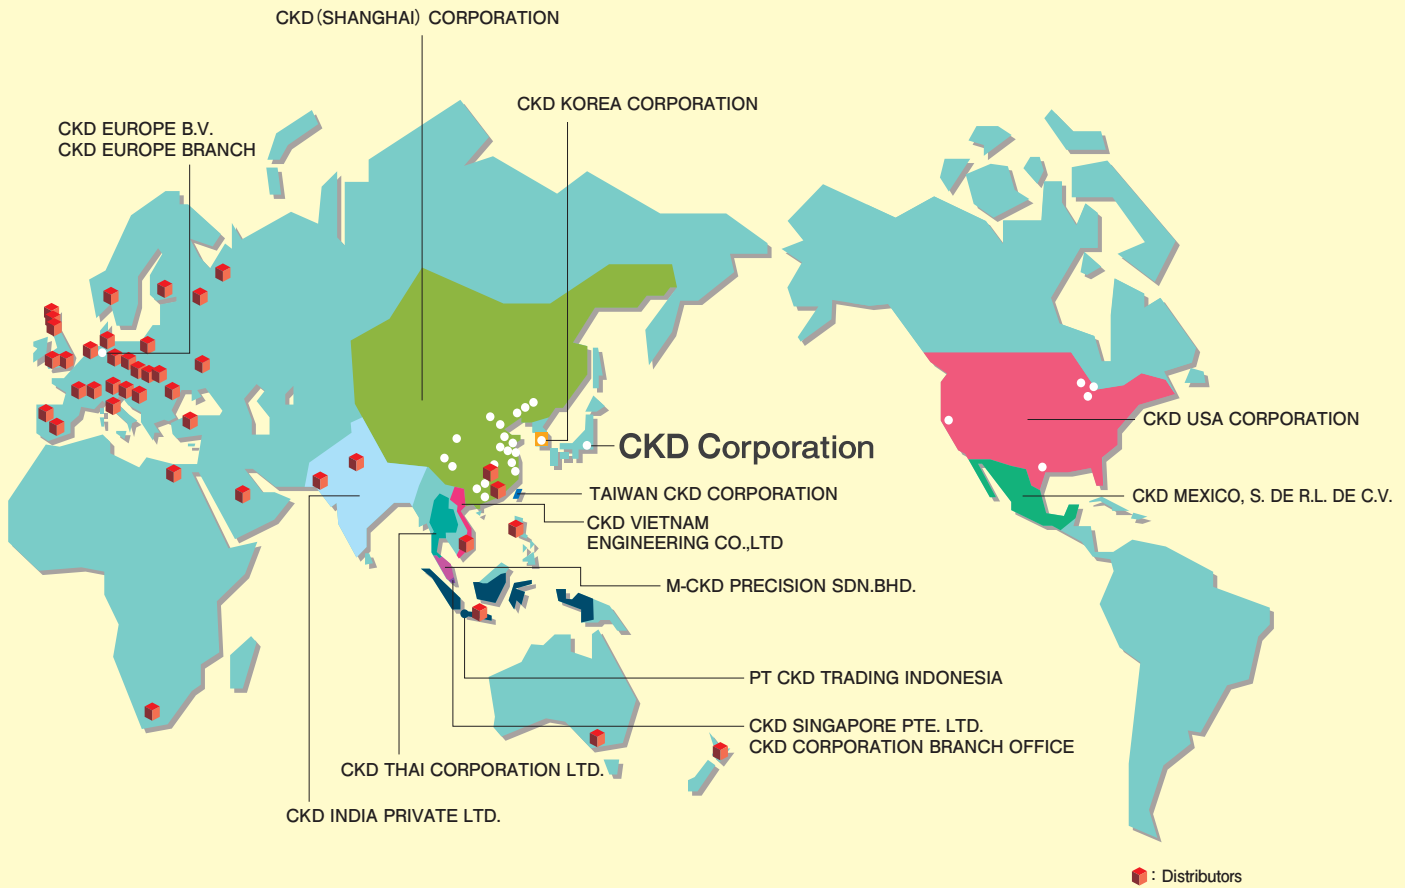 CKD(SHANGHAI) CORPORATION
CKD KOREA CORPORATION
CKD EUROPE B.V.
CKD EUROPE BRANCH
CKD USA CORPORATION
CKD Corporation
TAIWAN CKD CORPORATION
CKD MEXICO, S. DE R.L. DE C.V.
CKD VIETNAM
ENGINEERING CO.,LTD
M-CKD PRECISION SDN.BHD.
PT CKD TRADING INDONESIA
CKD SINGAPORE PTE. LTD.
CKD CORPORATION BRANCH OFFICE
CKD THAI CORPORATION LTD.
CKD INDIA PRIVATE LTD.
: Distributors